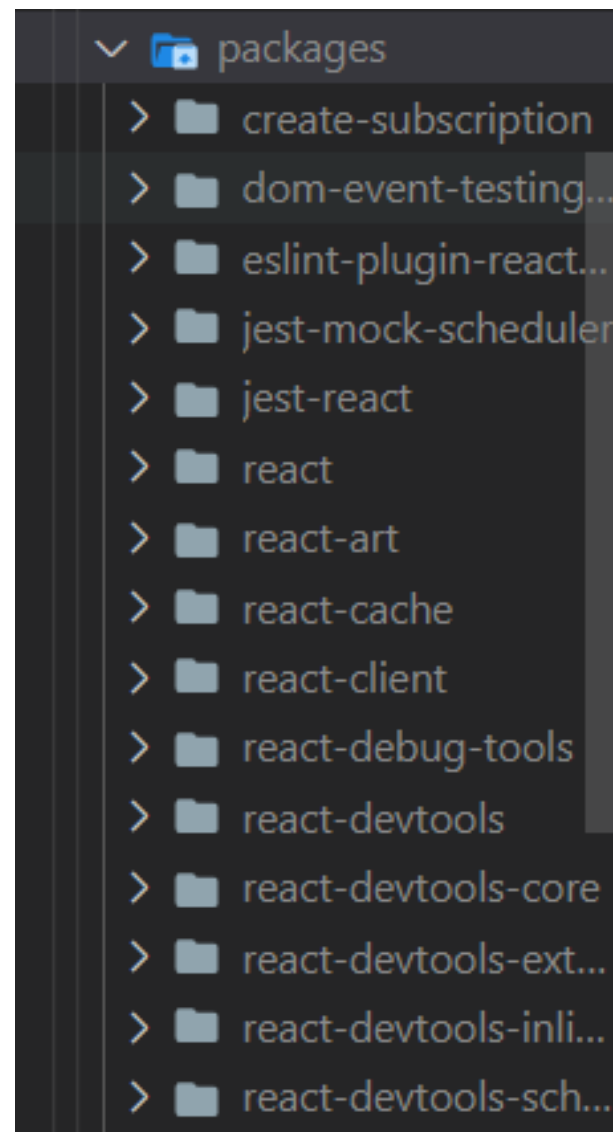 packages
create-subscription
dom-event-testing...
eslint-plugin-react...
jest-mock-scheduler
jest-react
react
react-art
react-cache
react-client
react-debug-tools
react-devtools
react-devtools-core
react-devtools-ext...
react-devtools-inli...
react-devtools-sch...